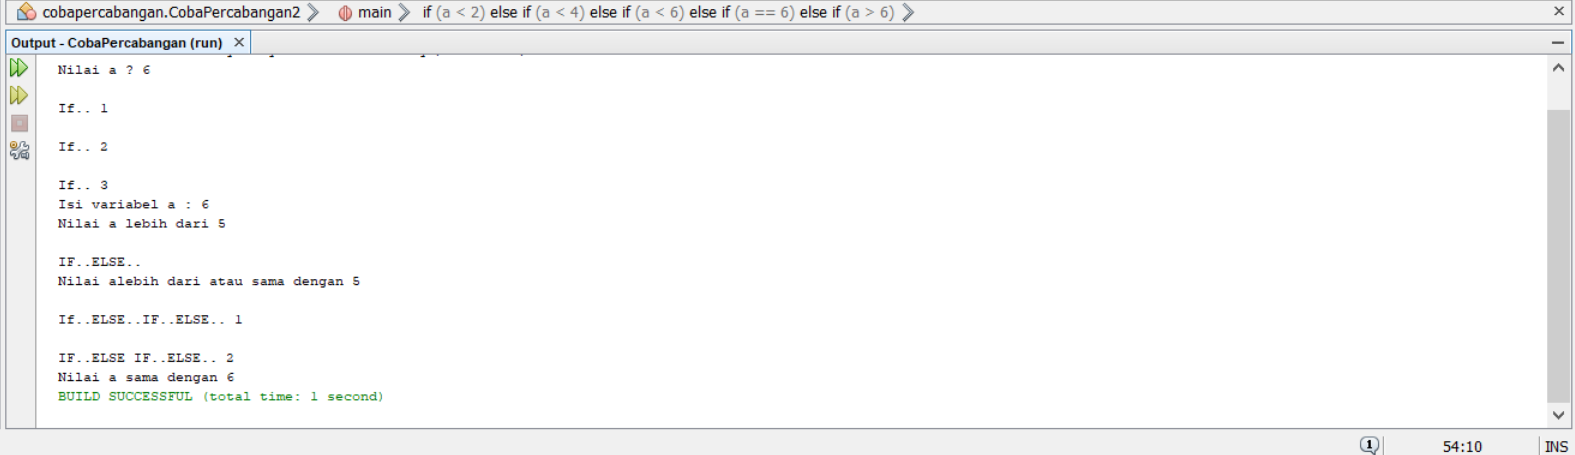 cobapercabangan.CobaPercabangan2 main if (a < 2) else if (a < 4) else if (a < 6) else if (a == 6) else if (a > 6)
Output - CobaPercabangan (run)
Nilai a ? 6
If.. 1
If.. 2
If.. 3
Isi variabel a : 6
Nilai a lebih dari 5
IF..ELSE..
Nilai alebih dari atau sama dengan 5
If..ELSE..IF..ELSE.. 1
IF..ELSE IF..ELSE.. 2
Nilai a sama dengan 6
BUILD SUCCESSFUL (total time: 1 second)
1 54:10 INS